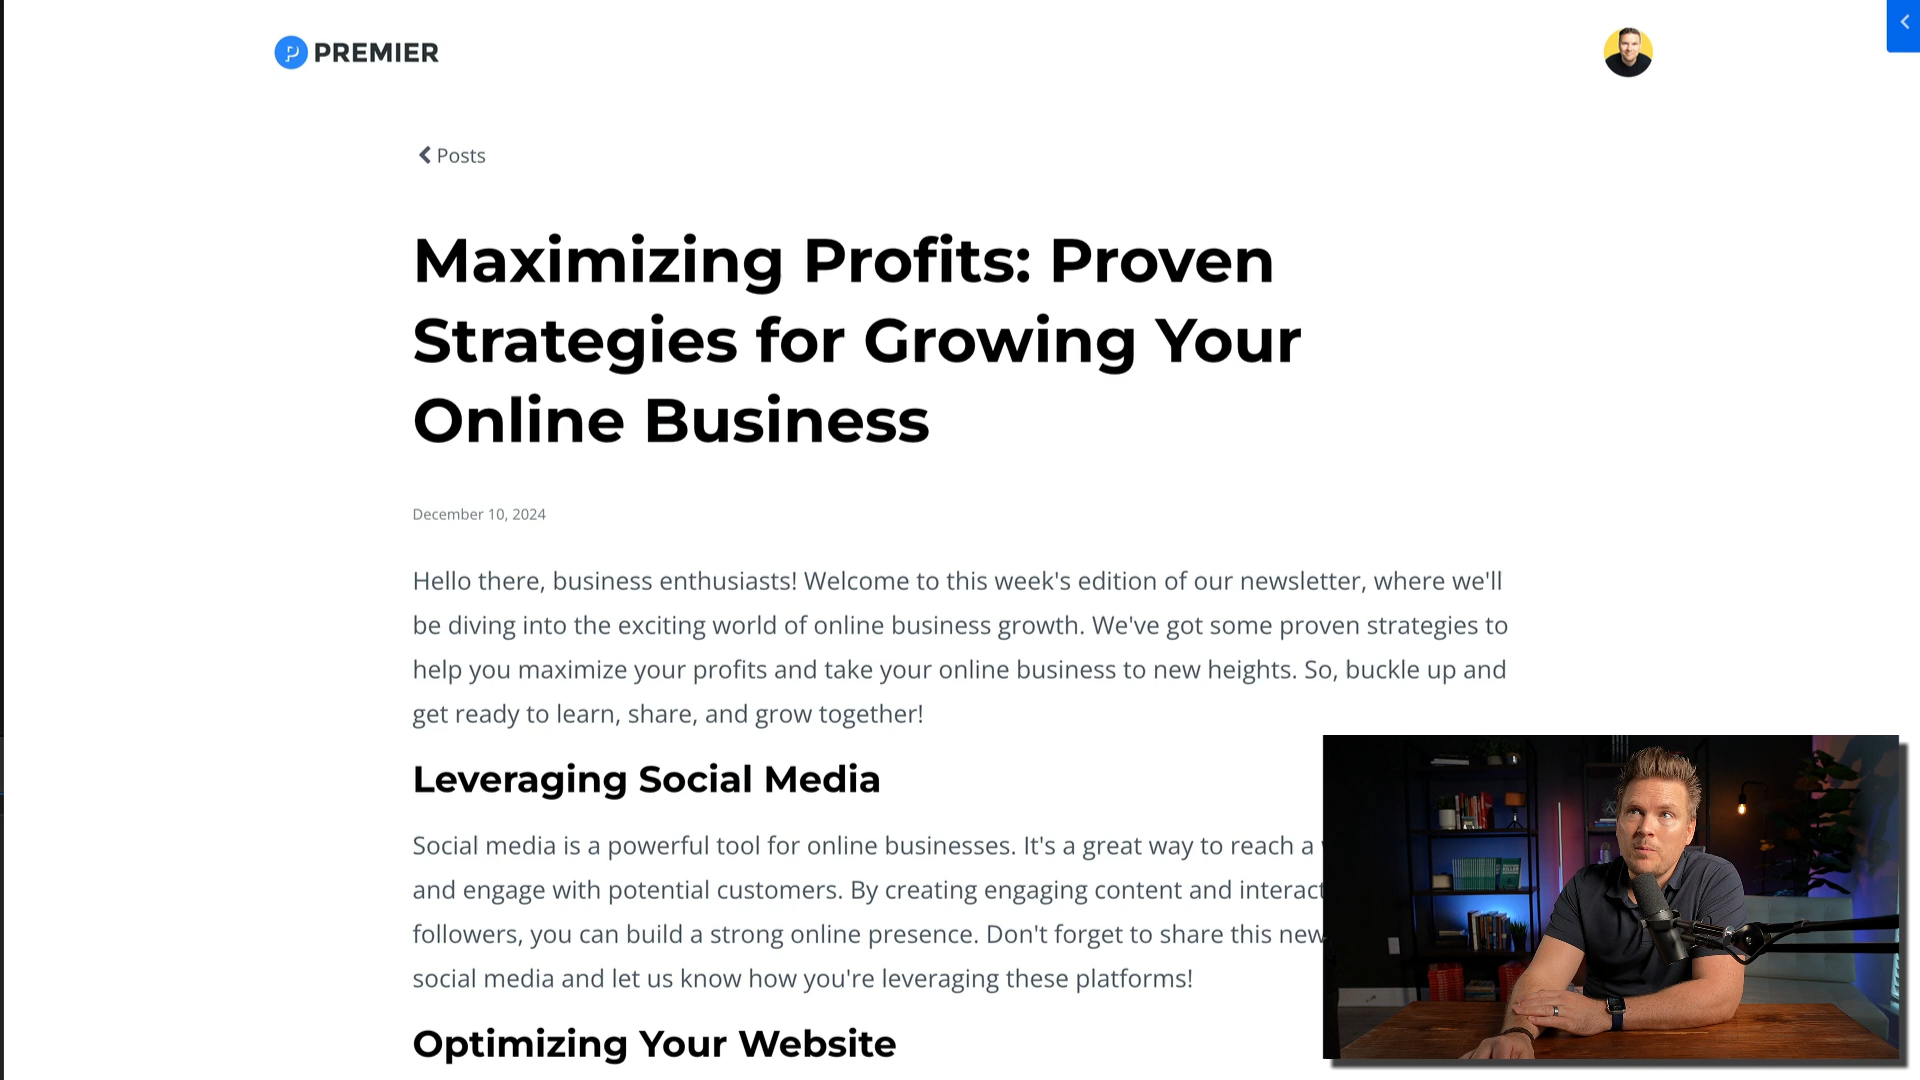 PREMIER
Posts
Maximizing Profits: Proven
Strategies for Growing Your
Online Business
December 10, 2024
Hello there, business enthusiasts! Welcome to this week's edition of our newsletter, where we'll
be diving into the exciting world of online business growth. We've got some proven strategies to
help you maximize your profits and take your online business to new heights. So, buckle up and
get ready to learn, share, and grow together!
Leveraging Social Media
Social media is a powerful tool for online businesses. It's a great way to reach a
and engage with potential customers. By creating engaging content and interact
followers, you can build a strong online presence. Don't forget to share this new
social media and let us know how you're leveraging these platforms!
Optimizing Your Website